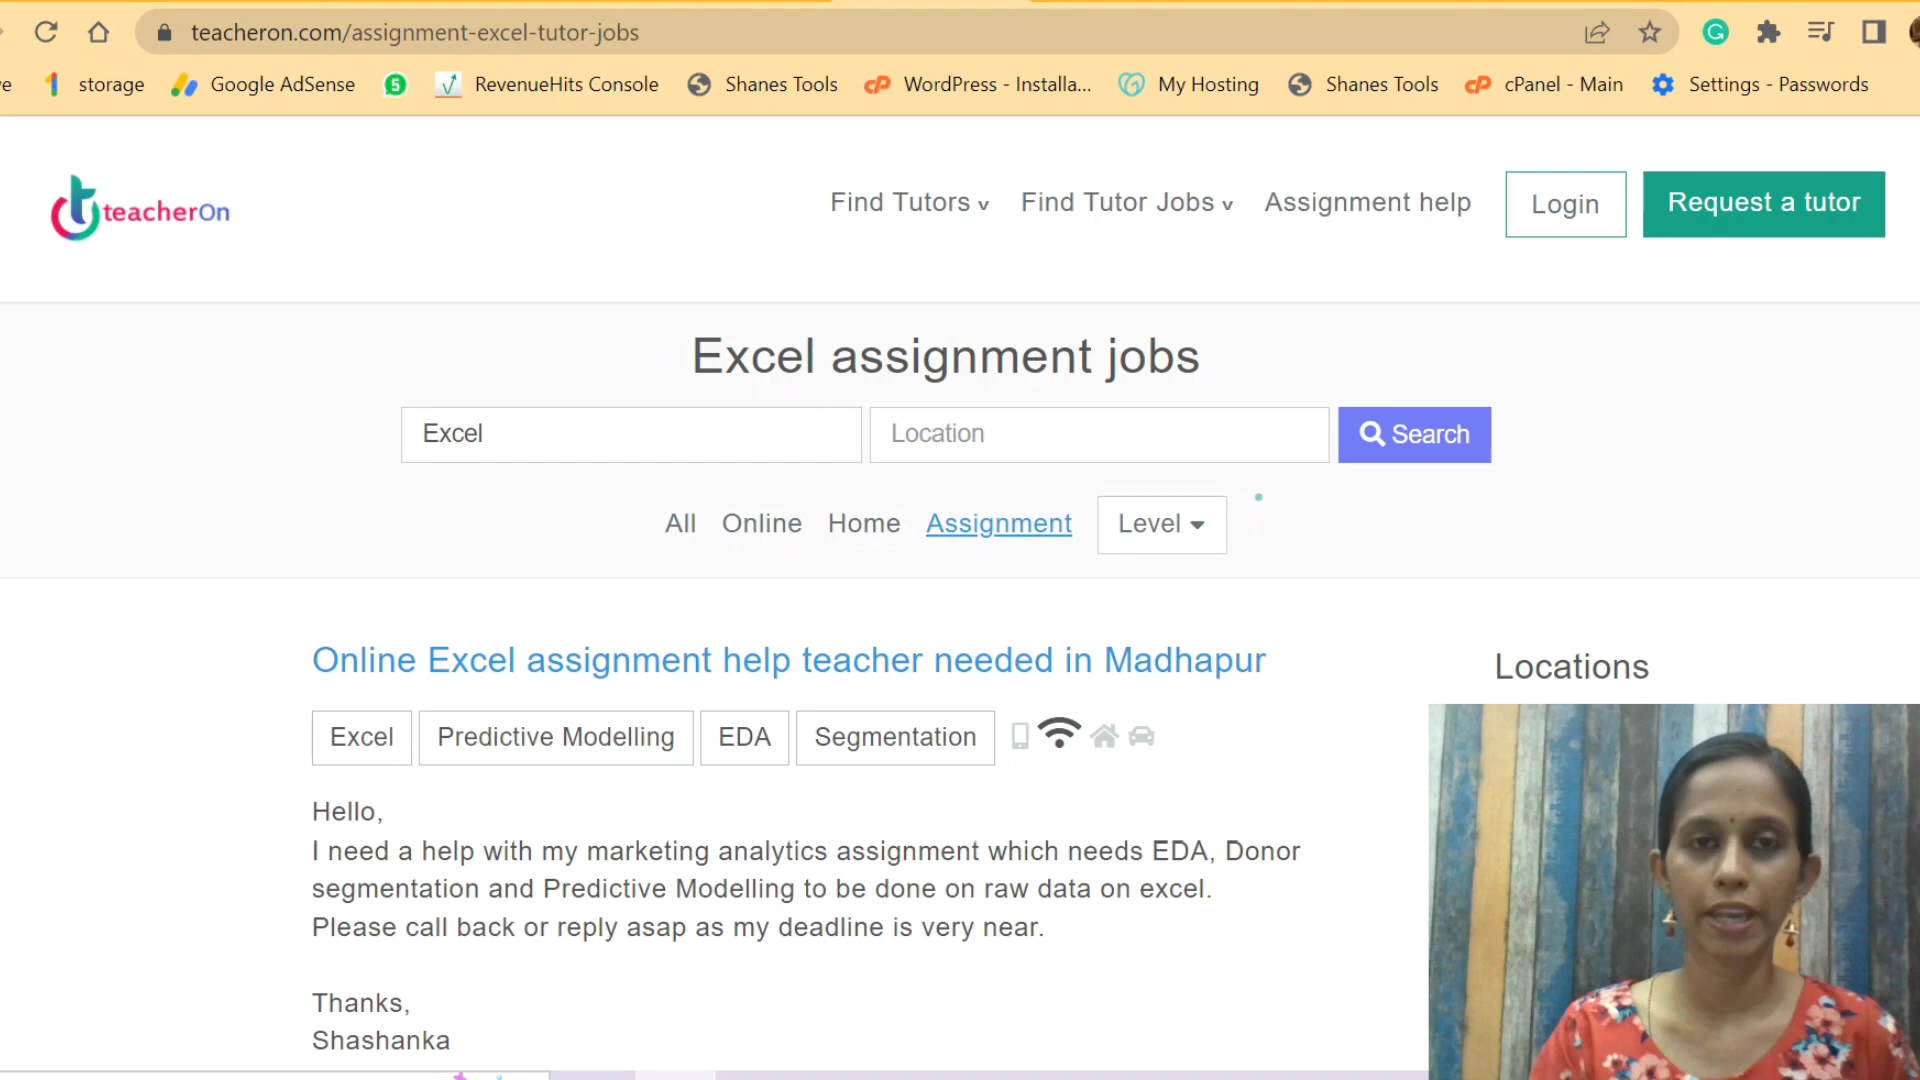 teacheron.com/assignment-excel-tutor-jobs
storage
Google AdSense
RevenueHits Console
Shanes Tools
WordPress - Installa...
My Hosting
Shanes Tools
cPanel - Main
Settings - Passwords
teacherOn
Find Tutors v
Find Tutor Jobs v
Assignment help
Login
Request a tutor
Excel assignment jobs
Excel
Location
Search
All
Online
Home
Assignment
Level
Online Excel assignment help teacher needed in Madhapur
Locations
Excel
Predictive Modelling
EDA
Segmentation
Hello,
I need a help with my marketing analytics assignment which needs EDA, Donor
segmentation and Predictive Modelling to be done on raw data on excel.
Please call back or reply asap as my deadline is very near.
Thanks,
Shashanka